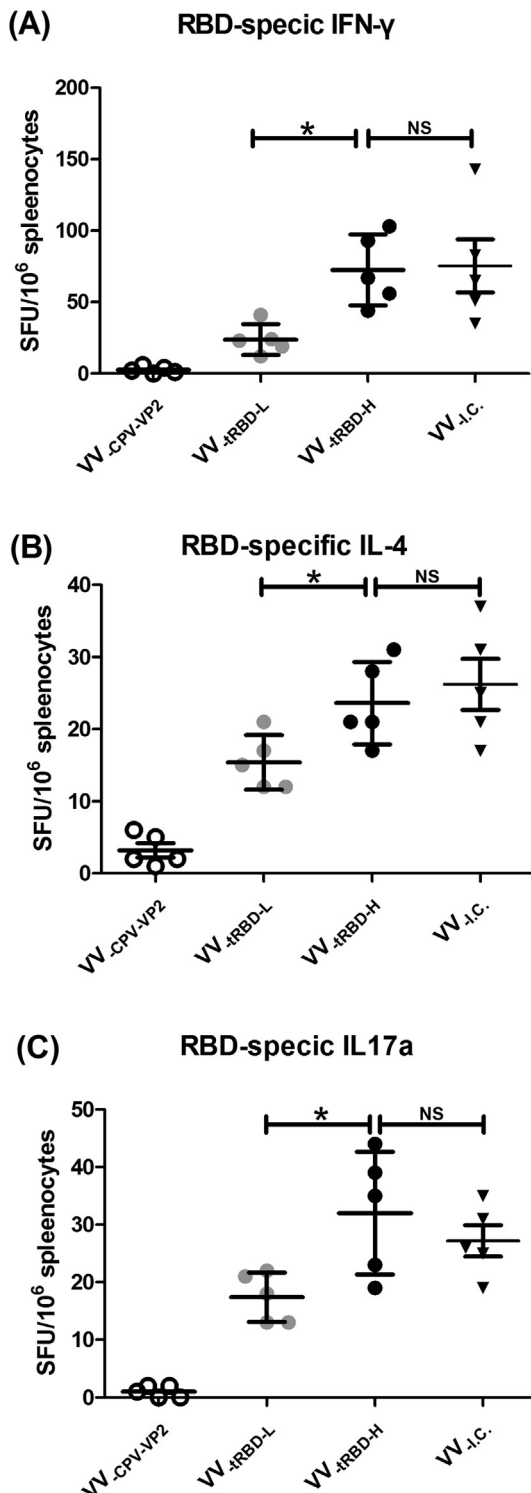 (A) RBD-specic IFN-γ
* NS
200
150
100
50
0
SFU/10⁶ spleenocytes
VV-CPV-VP2
VV-tRBD-L
VV-tRBD-H
VV-I.C.
(B) RBD-specific IL-4
* NS
40
30
20
10
0
SFU/10⁶ spleenocytes
VV-CPV-VP2
VV-tRBD-L
VV-tRBD-H
VV-I.C.
(C) RBD-specic IL17a
* NS
50
40
30
20
10
0
SFU/10⁶ spleenocytes
VV-CPV-VP2
VV-tRBD-L
VV-tRBD-H
VV-I.C.